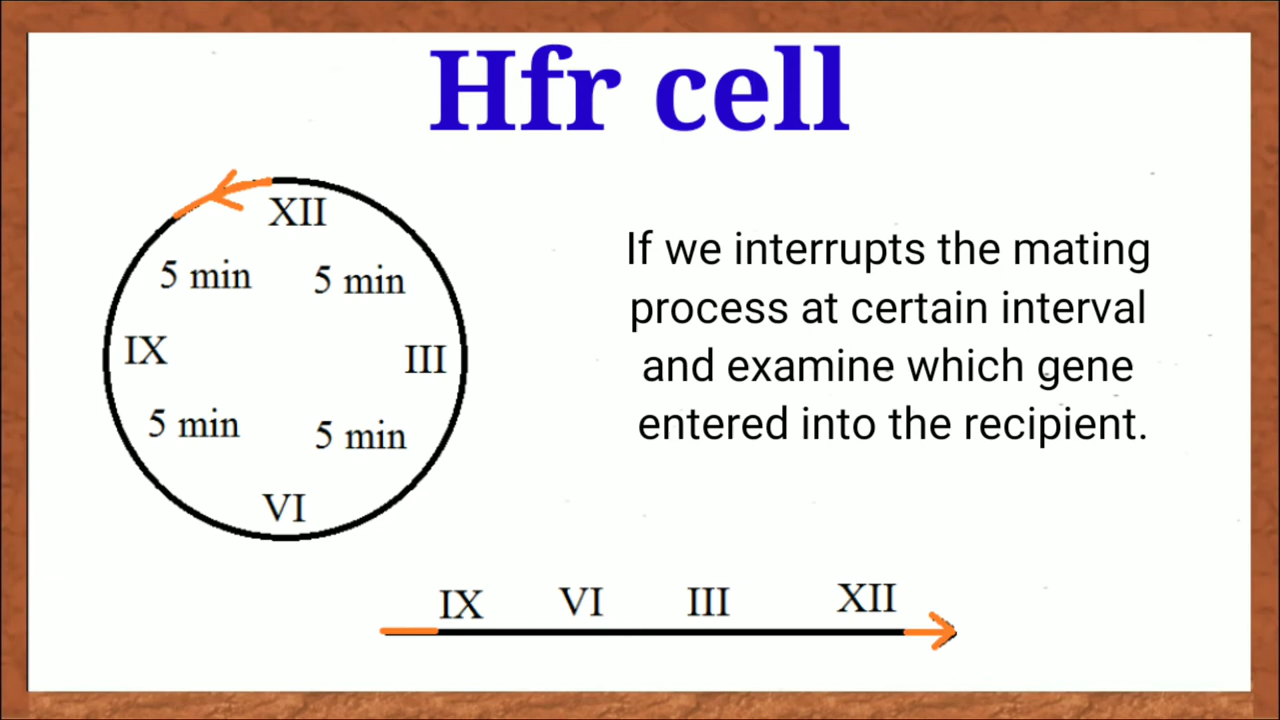 Hfr cell
XII
5 min 5 min
IX III
5 min 5 min
VI
If we interrupts the mating
process at certain interval
and examine which gene
entered into the recipient.
IX VI III XII